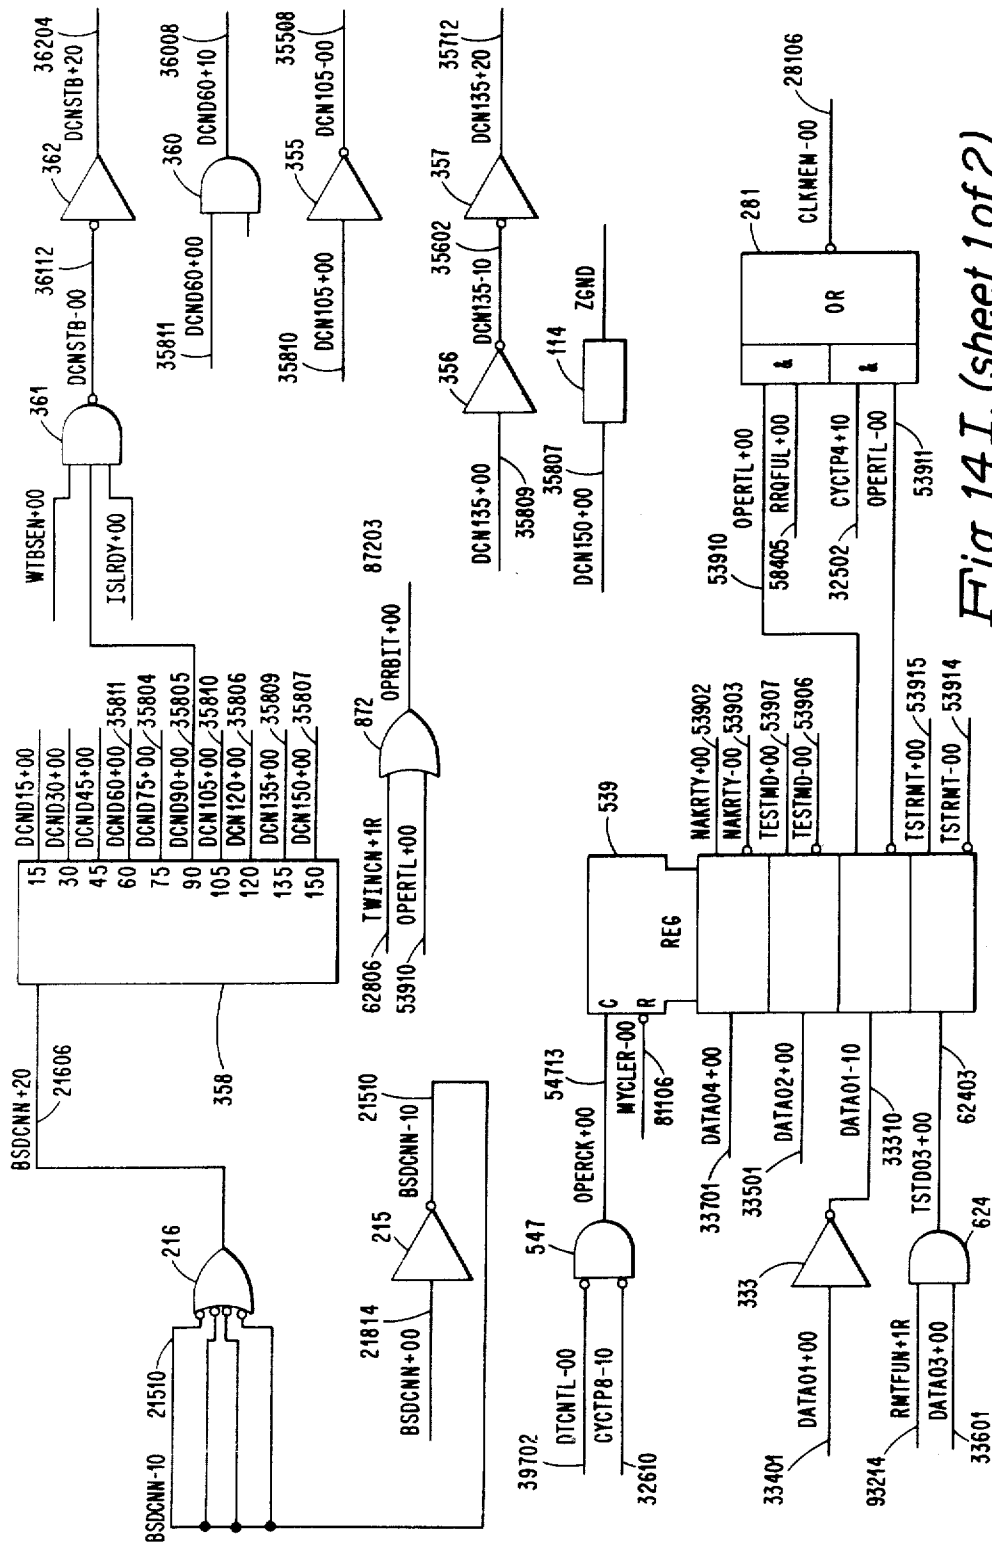 BSDCNN-10
21510
216
BSDCNN+20
21606
358
15
30
45
60
75
90
105
120
135
150
DCND15+00
DCND30+00
DCND45+00
DCND60+00
35811
DCND75+00
35804
DCND90+00
35805
DCN105+00
35810
DCN120+00
35806
DCN135+00
35809
DCN150+00
35807
WTBSEN+00
ISLRDY+00
361
DCNSTB-00
36112
362
DCNSTB+20
36204
35811
DCND60+00
360
DCND60+10
36008
35810
DCN105+00
355
DCN105-00
35508
21814
BSDCNN+00
215
BSDCNN-10
21510
62806
TWINCN+1R
53910
OPERTL+00
872
OPRBIT+00
87203
DCN135+00
35809
356
DCN135-10
35602
357
DCN135+20
35712
DCN150+00
35807
114
ZGND
39702
DTCNTL-00
CYCTP8-10
32610
547
OPERCK+00
54713
MYCLER-00
81106
C
R
REG
539
33701
DATA04+00
33501
DATA02+00
33401
DATA01+00
333
DATA01-10
33310
93214
RMTFUN+1R
DATA03+00
33601
624
TSTD03+00
62403
NAKRTY+00
53902
NAKRTY-00
53903
TESTMD+00
53907
TESTMD-00
53906
TSTRMT+00
53915
TSTRMT-00
53914
53910
OPERTL+00
58405
RRQFUL+00
32502
CYCTP4+10
OPERTL-00
53911
&
&
OR
281
CLKMEM-00
28106
Fig. 14I. (sheet 1 of 2)